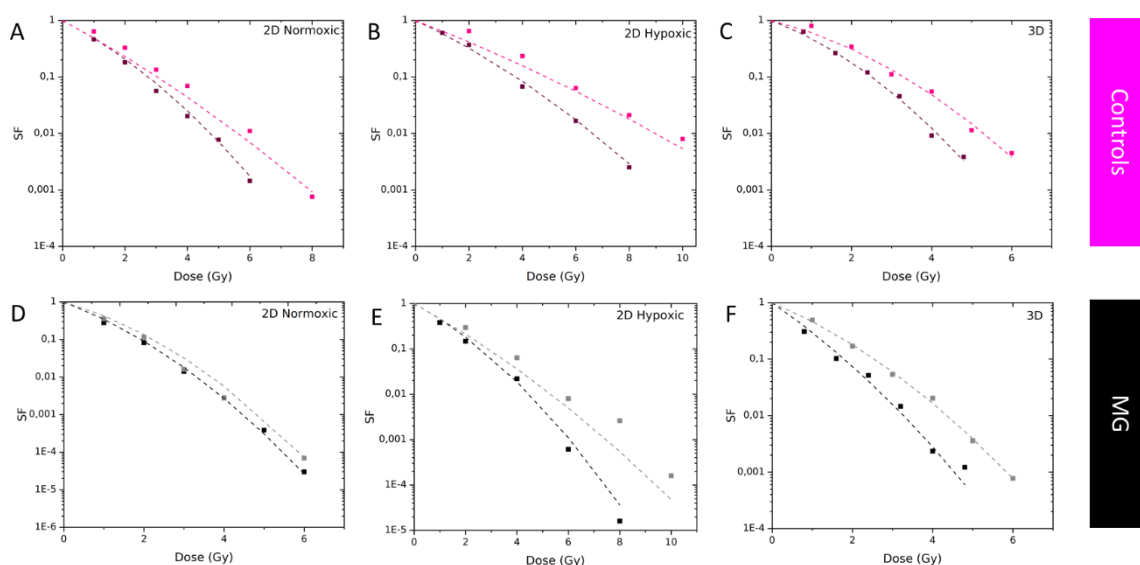 A
2D Normoxic
1
0,1
0,01
0,001
1E-4
SF
0 2 4 6 8
Dose (Gy)
B
2D Hypoxic
1
0,1
0,01
0,001
1E-4
SF
0 2 4 6 8 10
Dose (Gy)
C
3D
1
0,1
0,01
0,001
1E-4
SF
0 2 4 6
Dose (Gy)
Controls
D
2D Normoxic
1
0,1
0,01
0,001
1E-4
1E-5
1E-6
SF
0 2 4 6
Dose (Gy)
E
2D Hypoxic
1
0,1
0,01
0,001
1E-4
1E-5
SF
0 2 4 6 8 10
Dose (Gy)
F
3D
1
0,1
0,01
0,001
1E-4
SF
0 2 4 6
Dose (Gy)
MG